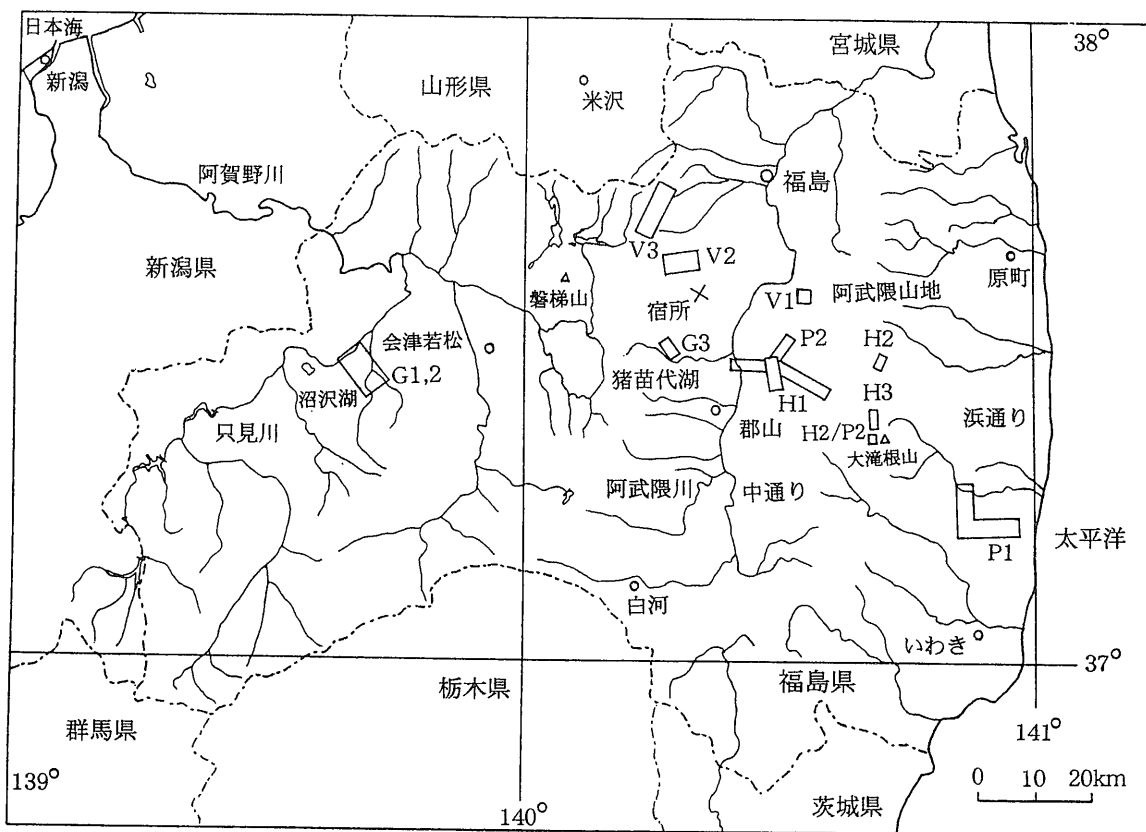 日本海
新潟
山形県
米沢
宮城県
38°
阿賀野川
福島
新潟県
V3
V2
磐梯山
宿所
V1
阿武隈山地
原町
会津若松
G3
P2
H2
沼沢湖
G1,2
猪苗代湖
H3
只見川
郡山
H1
H2/P2
大滝根山
浜通り
阿武隈川
中通り
P1
太平洋
白河
いわき
37°
栃木県
福島県
群馬県
141°
139°
140°
茨城県
0 10 20km